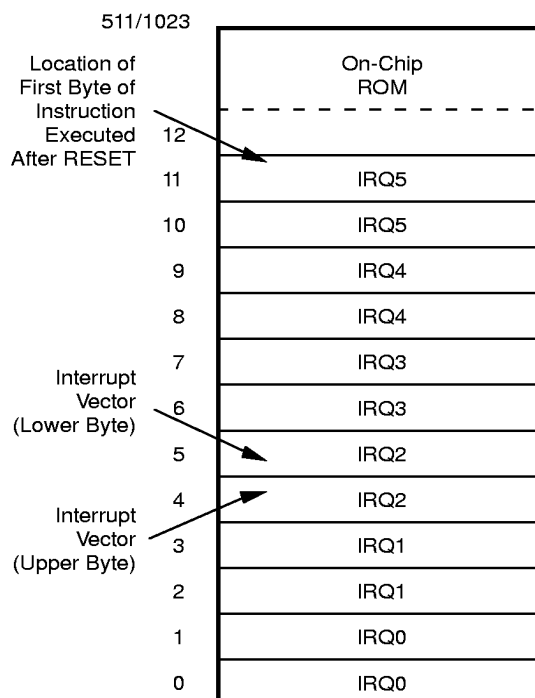 511/1023
Location of
First Byte of
Instruction
Executed
After RESET
On-Chip
ROM
12
11 IRQ5
10 IRQ5
9 IRQ4
8 IRQ4
7 IRQ3
Interrupt
Vector
(Lower Byte)
6 IRQ3
5 IRQ2
4 IRQ2
Interrupt
Vector
(Upper Byte)
3 IRQ1
2 IRQ1
1 IRQ0
0 IRQ0